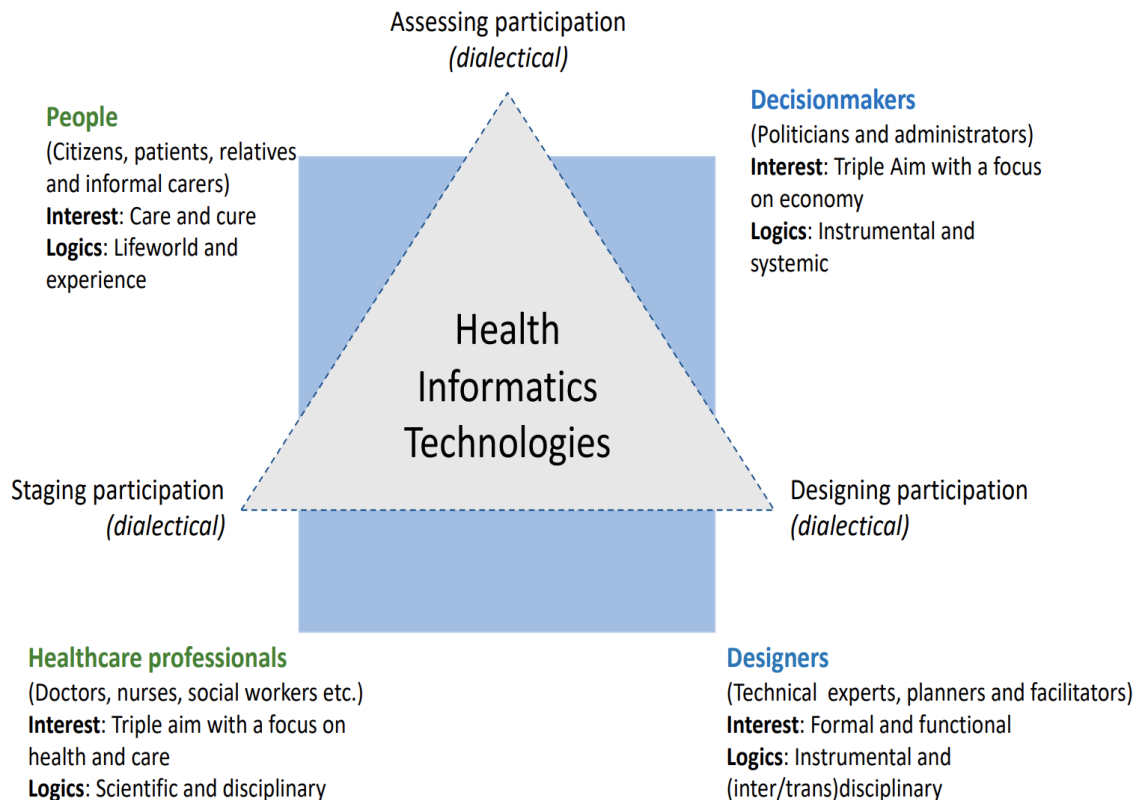 Assessing participation
(dialectical)
People
(Citizens, patients, relatives
and informal carers)
Interest: Care and cure
Logics: Lifeworld and
experience
Decisionmakers
(Politicians and administrators)
Interest: Triple Aim with a focus
on economy
Logics: Instrumental and
systemic
Health
Informatics
Technologies
Staging participation
(dialectical)
Designing participation
(dialectical)
Healthcare professionals
(Doctors, nurses, social workers etc.)
Interest: Triple aim with a focus on
health and care
Logics: Scientific and disciplinary
Designers
(Technical experts, planners and facilitators)
Interest: Formal and functional
Logics: Instrumental and
(inter/trans)disciplinary